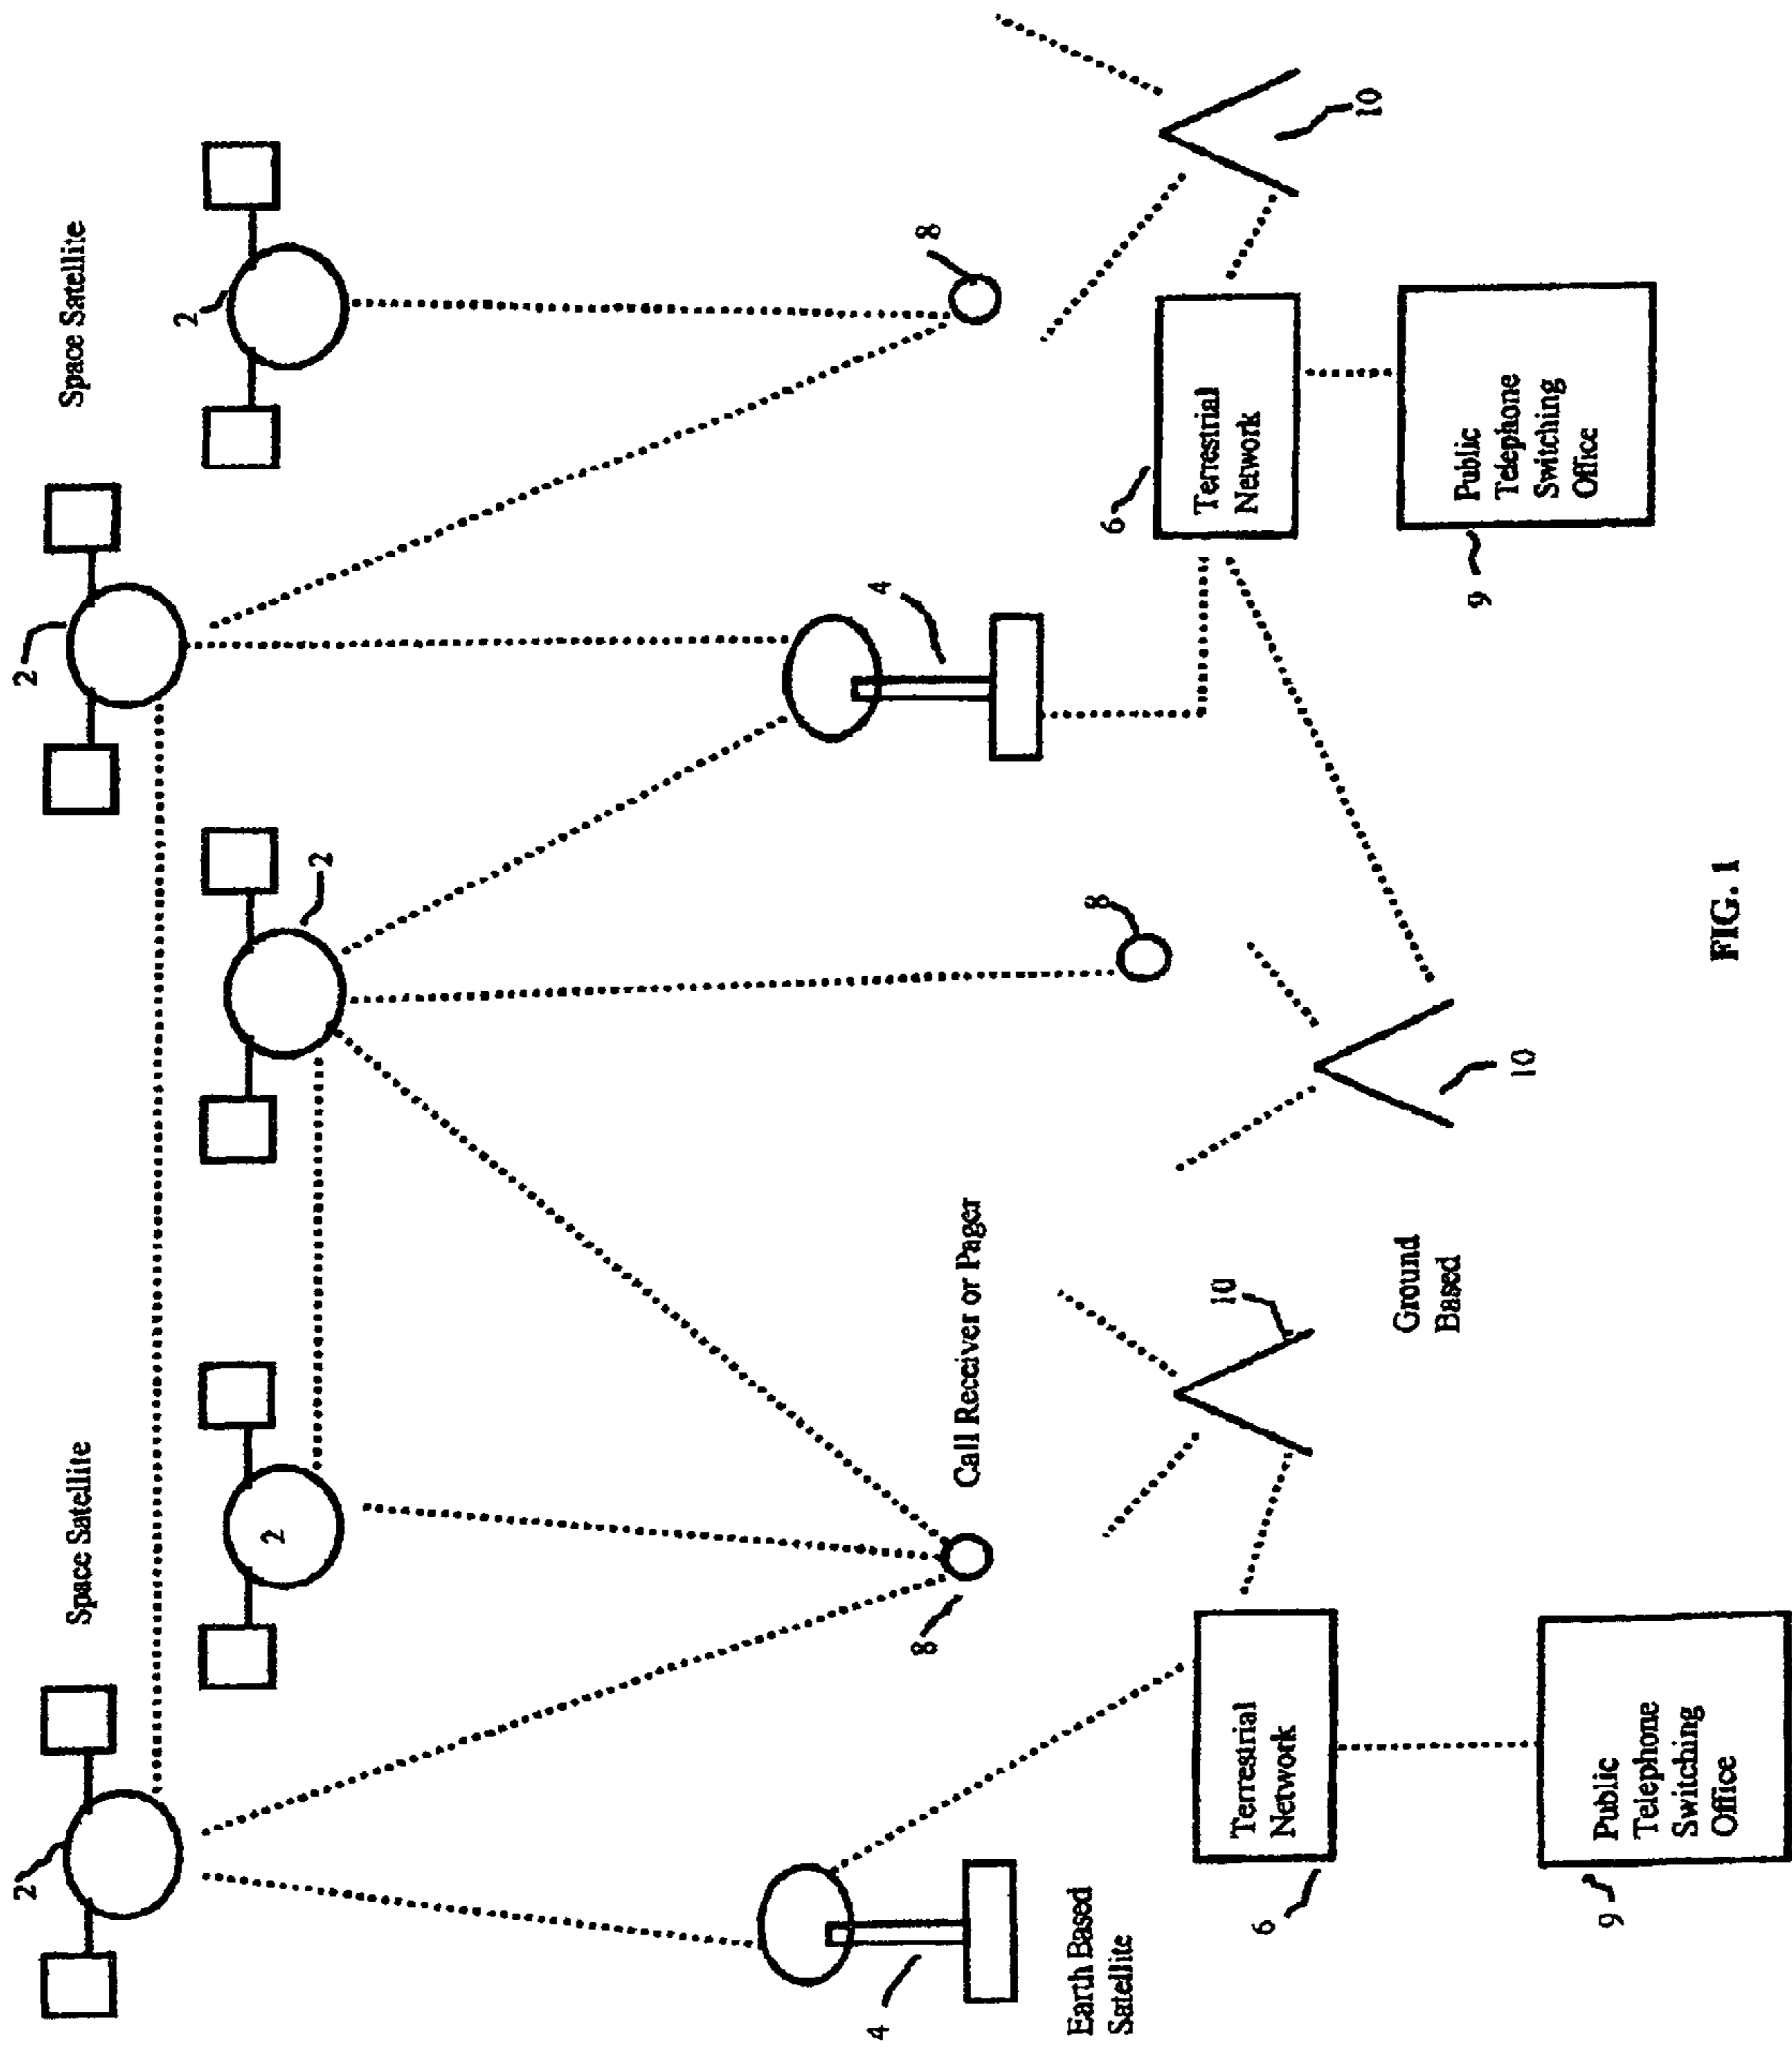 2
2
Space Satellite
Space Satellite
2
2
2
4
4
8
8
Call Receiver or Pager
Earth Based
Satellite
8
6
Terrestrial
Network
10
6
Terrestrial
Network
10
Ground
Based
9
Public
Telephone
Switching
Office
10
9
Public
Telephone
Switching
Office
FIG. 1